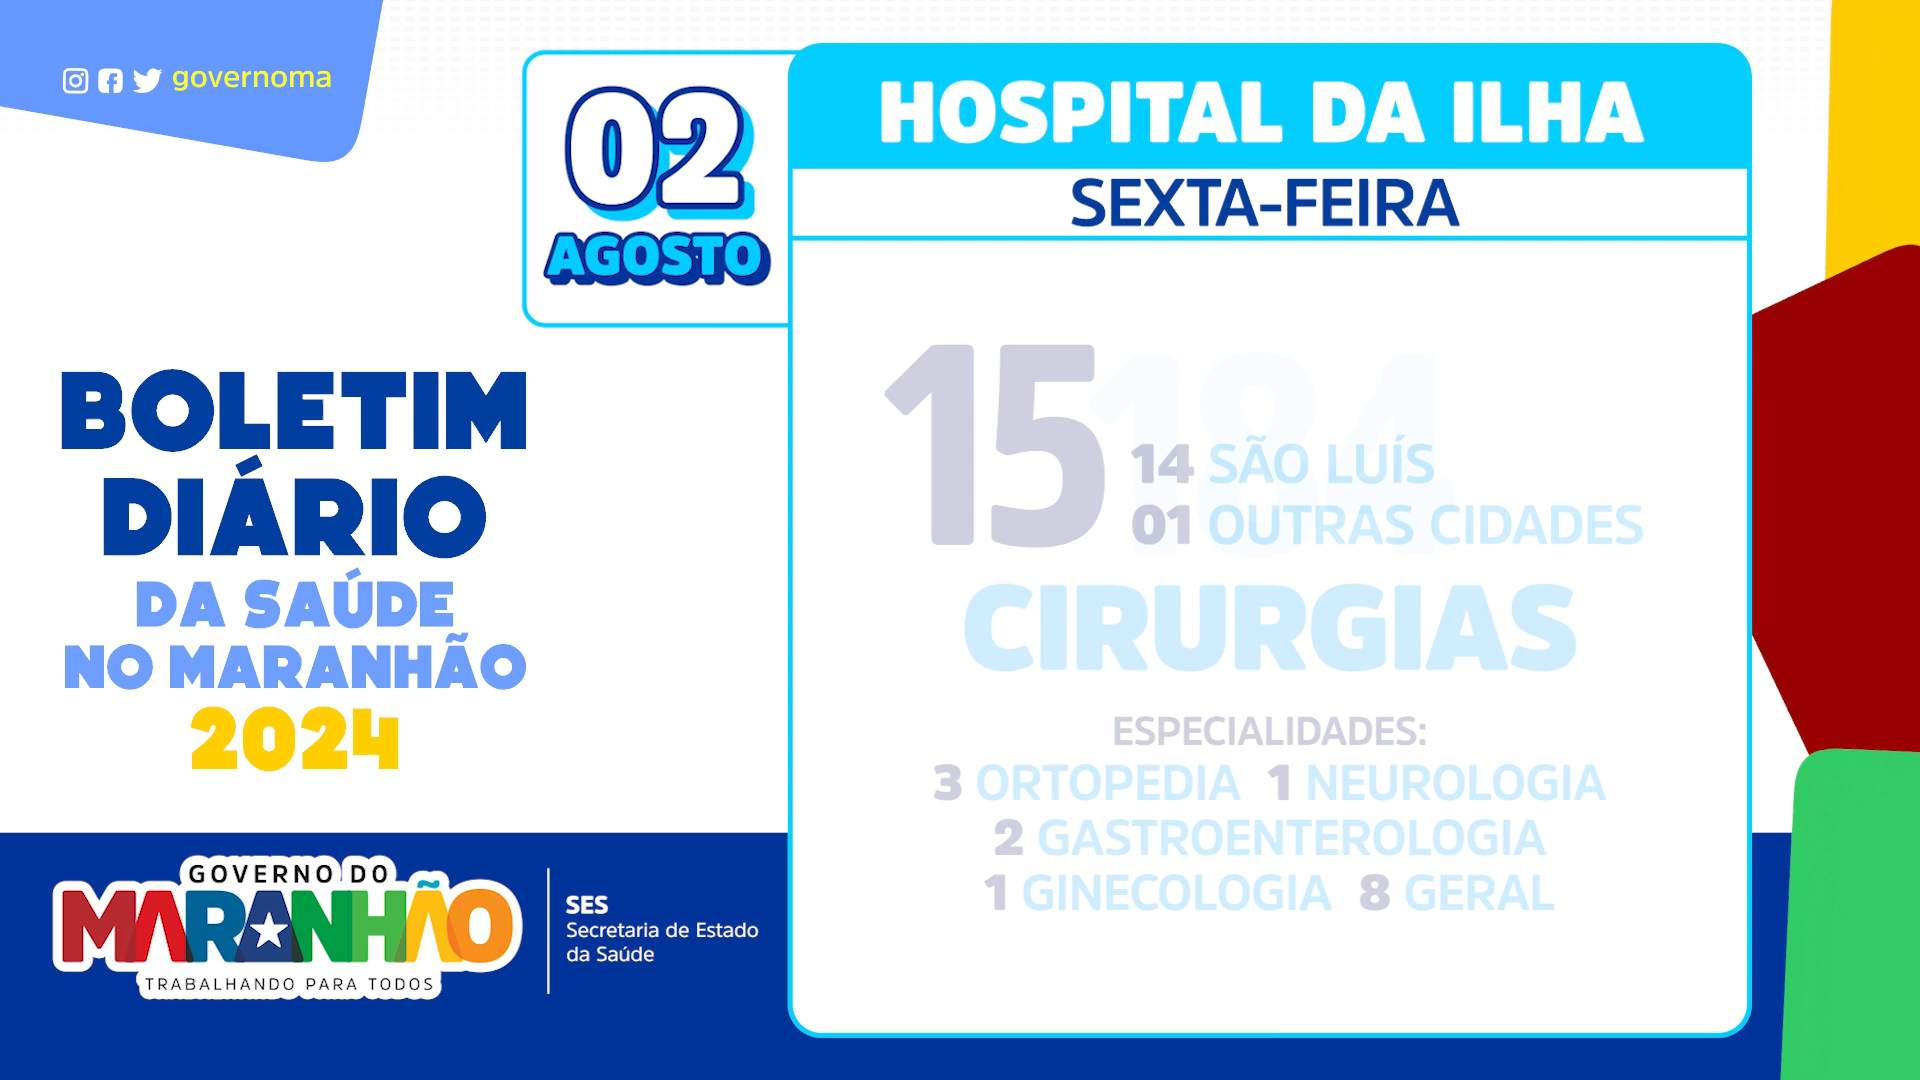 governoma
02
AGOSTO
HOSPITAL DA ILHA
SEXTA-FEIRA
BOLETIM
DIÁRIO
DA SAÚDE
NO MARANHÃO
2024
15
184
14 SÃO LUÍS
01 OUTRAS CIDADES
CIRURGIAS
ESPECIALIDADES:
3 ORTOPEDIA 1 NEUROLOGIA
2 GASTROENTEROLOGIA
1 GINECOLOGIA 8 GERAL
GOVERNO DO
MARANHÃO
TRABALHANDO PARA TODOS
SES
Secretaria de Estado
da Saúde